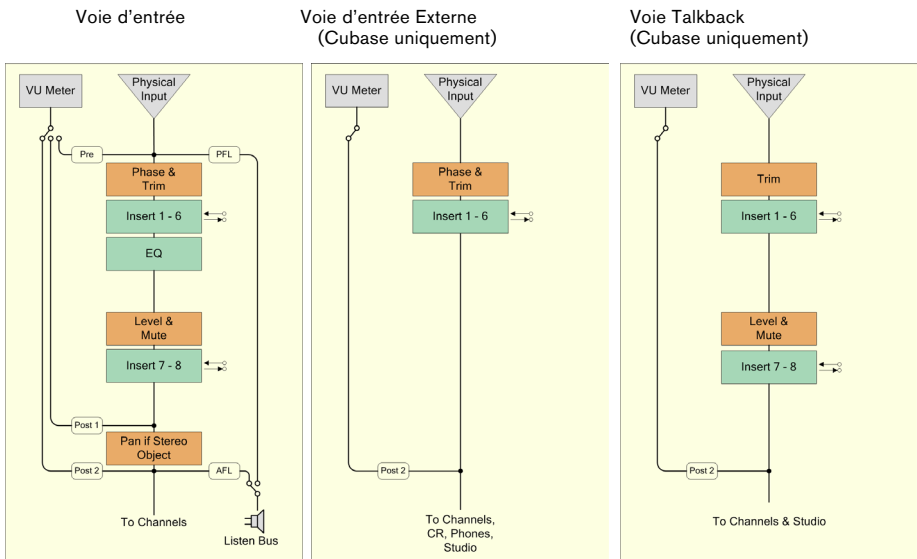 Voie d'entrée
Voie d'entrée Externe
(Cubase uniquement)
Voie Talkback
(Cubase uniquement)
VU Meter
Physical
Input
Pre
PFL
Phase &
Trim
Insert 1 - 6
EQ
Level &
Mute
Insert 7 - 8
Post 1
Pan if Stereo
Object
Post 2
AFL
To Channels
Listen Bus
VU Meter
Physical
Input
Phase &
Trim
Insert 1 - 6
Post 2
To Channels,
CR, Phones,
Studio
VU Meter
Physical
Input
Trim
Insert 1 - 6
Level &
Mute
Insert 7 - 8
Post 2
To Channels & Studio